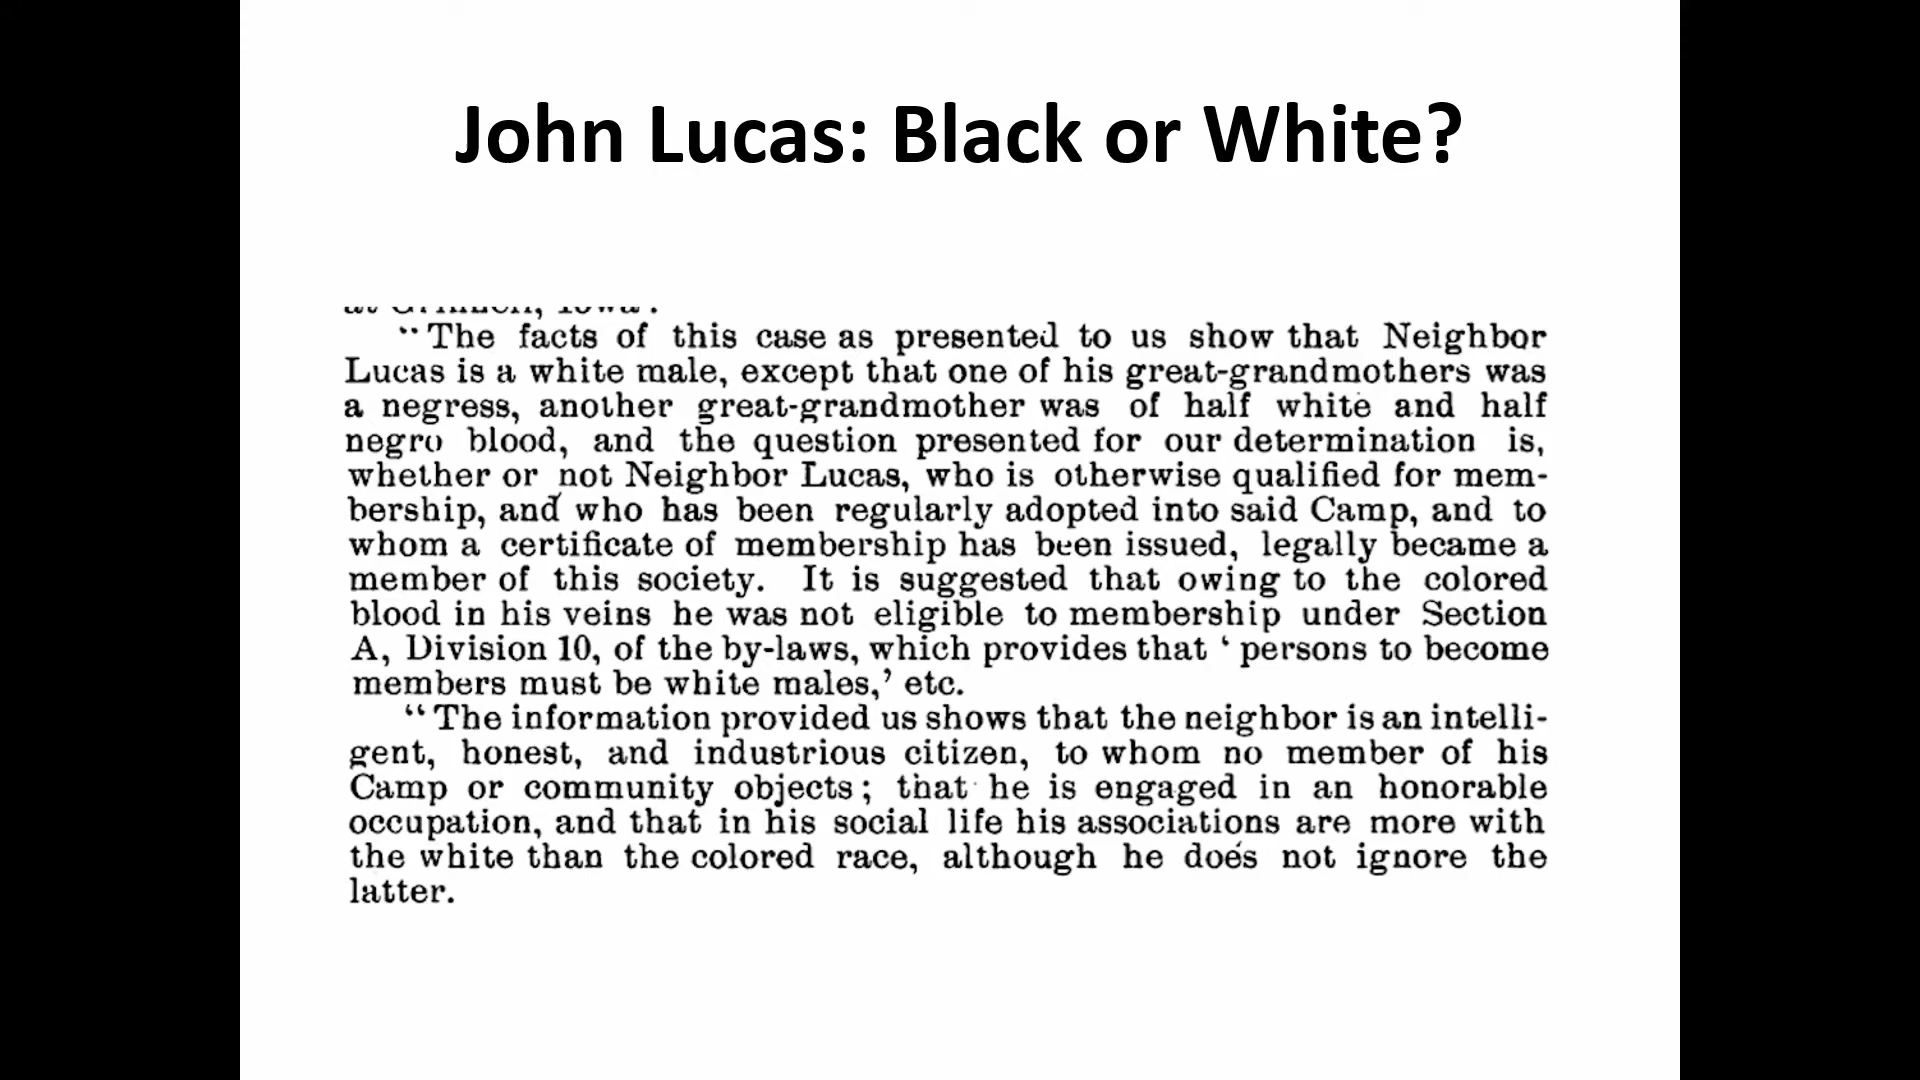 John Lucas: Black or White?
at Grinnell, Iowa:
"The facts of this case as presented to us show that Neighbor
Lucas is a white male, except that one of his great-grandmothers was
a negress, another great-grandmother was of half white and half
negro blood, and the question presented for our determination is,
whether or not Neighbor Lucas, who is otherwise qualified for mem-
bership, and who has been regularly adopted into said Camp, and to
whom a certificate of membership has been issued, legally became a
member of this society. It is suggested that owing to the colored
blood in his veins he was not eligible to membership under Section
A, Division 10, of the by-laws, which provides that ‘ persons to become
members must be white males,’ etc.
“The information provided us shows that the neighbor is an intelli-
gent, honest, and industrious citizen, to whom no member of his
Camp or community objects; that he is engaged in an honorable
occupation, and that in his social life his associations are more with
the white than the colored race, although he does not ignore the
latter.